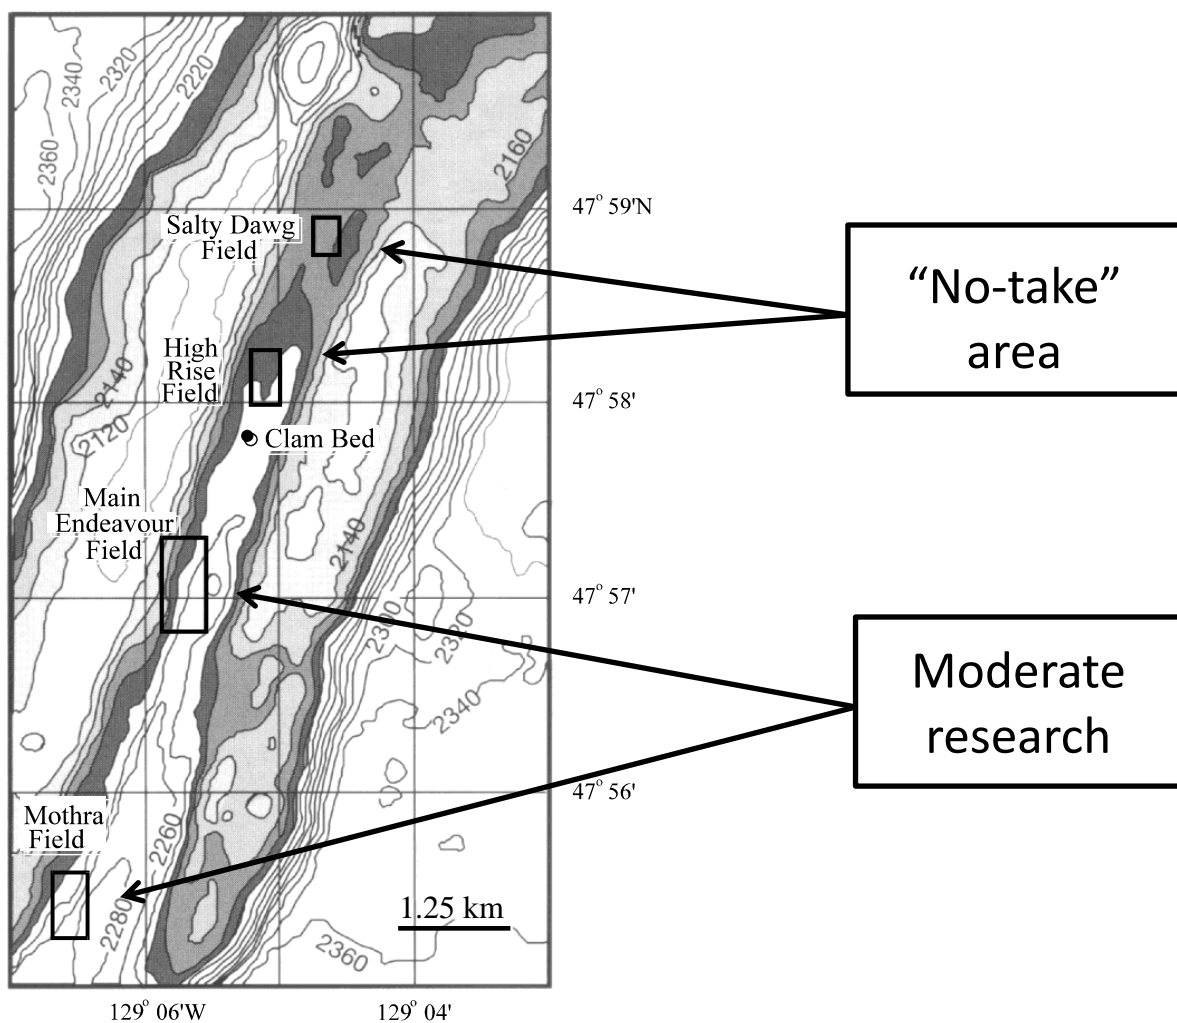 2340
2320
2220
2360
2160
47° 59'N
Salty Dawg
Field
“No-take”
area
High
Rise
Field
2140
47° 58'
2120
Clam Bed
Main
Endeavour
Field
2140
47° 57'
2300
2320
Moderate
research
2340
47° 56'
Mothra
Field
2260
2280
1.25 km
2360
129° 06'W
129° 04'